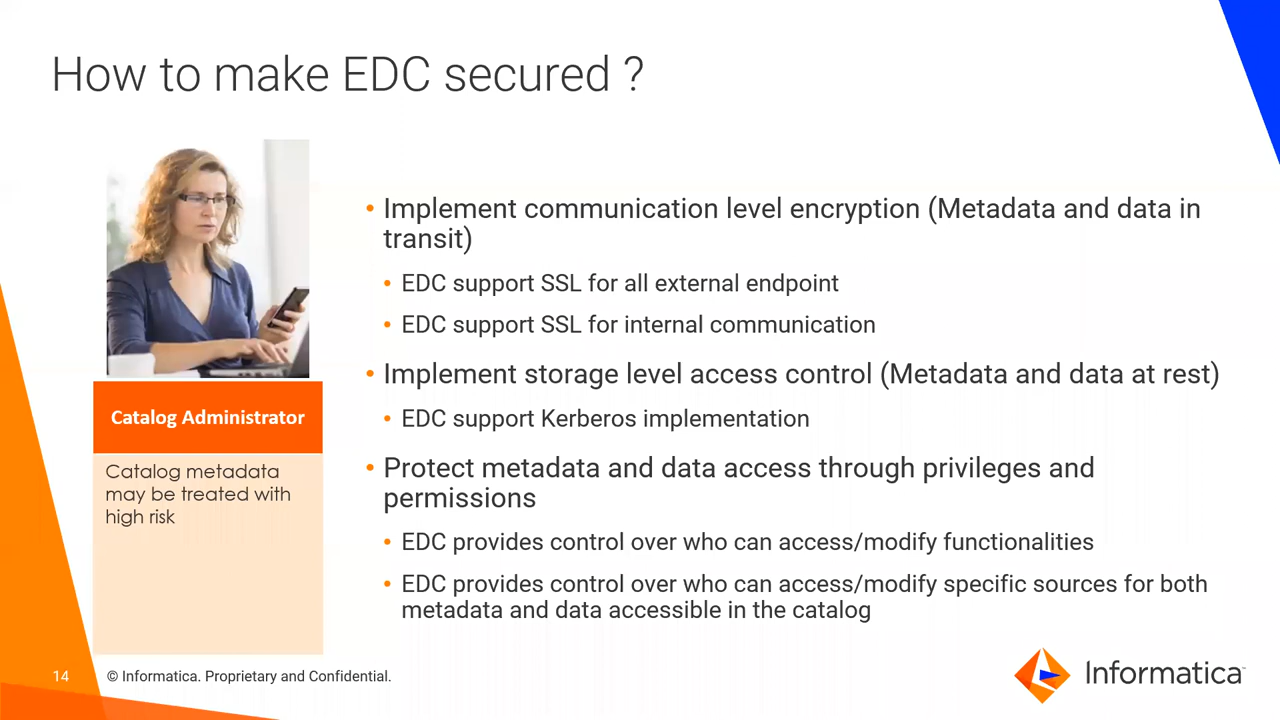 How to make EDC secured ?
Catalog Administrator
Catalog metadata
may be treated with
high risk
• Implement communication level encryption (Metadata and data in
transit)
• EDC support SSL for all external endpoint
• EDC support SSL for internal communication
• Implement storage level access control (Metadata and data at rest)
• EDC support Kerberos implementation
• Protect metadata and data access through privileges and
permissions
• EDC provides control over who can access/modify functionalities
• EDC provides control over who can access/modify specific sources for both
metadata and data accessible in the catalog
14
© Informatica. Proprietary and Confidential.
Informatica™